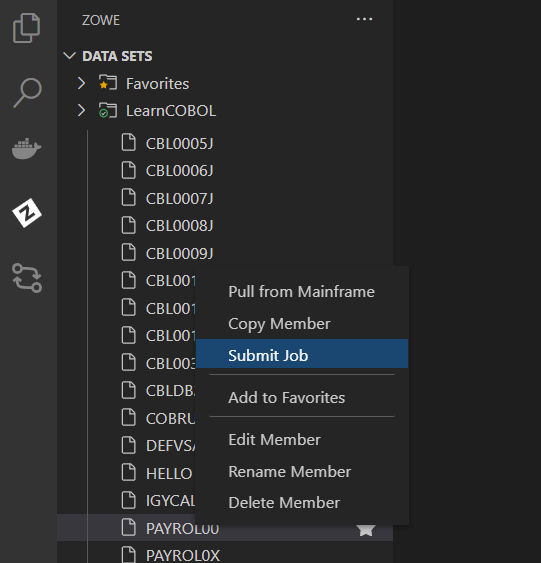 ZOWE
DATA SETS
Favorites
LearnCOBOL
CBL0005J
CBL0006J
CBL0007J
CBL0008J
CBL0009J
CBL001
CBL001
CBL001
CBL003
CBLDB
COBRU
DEFVSA
HELLO
IGYCAL
PAYROL00
PAYROL0X
Pull from Mainframe
Copy Member
Submit Job
Add to Favorites
Edit Member
Rename Member
Delete Member